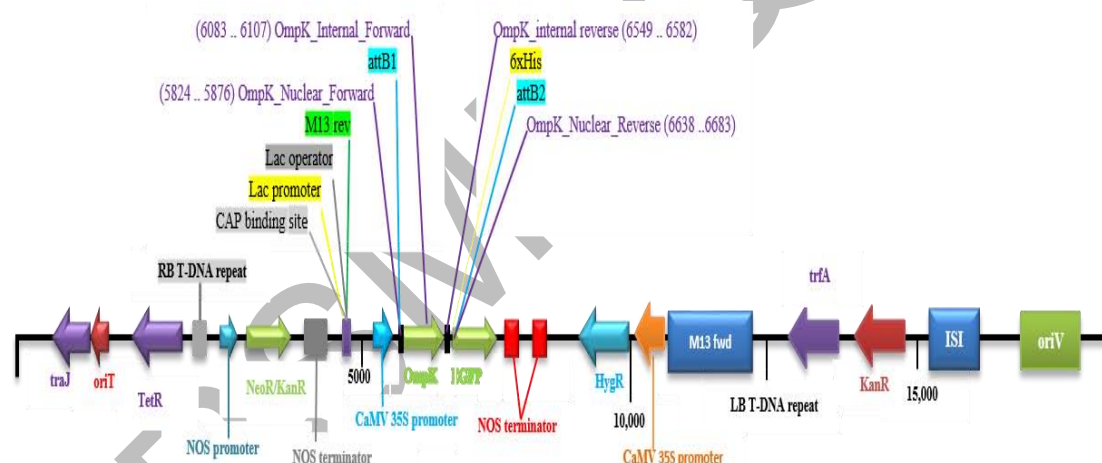 (6083 .. 6107) OmpK_Internal_Forward
OmpK_internal reverse (6549 .. 6582)
attB1
6xHis
(5824 .. 5876) OmpK_Nuclear_Forward
attB2
M13 rev
OmpK_Nuclear_Reverse (6638 ..6683)
Lac operator
Lac promoter
CAP binding site
RB T-DNA repeat
trfA
M13 fwd
ISI
oriV
traJ
oriT
TetR
NeoR/KanR
5000
OmpK
HygR
KanR
15,000
10,000
LB T-DNA repeat
CaMV 35S promoter
NOS terminator
NOS promoter
NOS terminator
CaMV 35S promoter